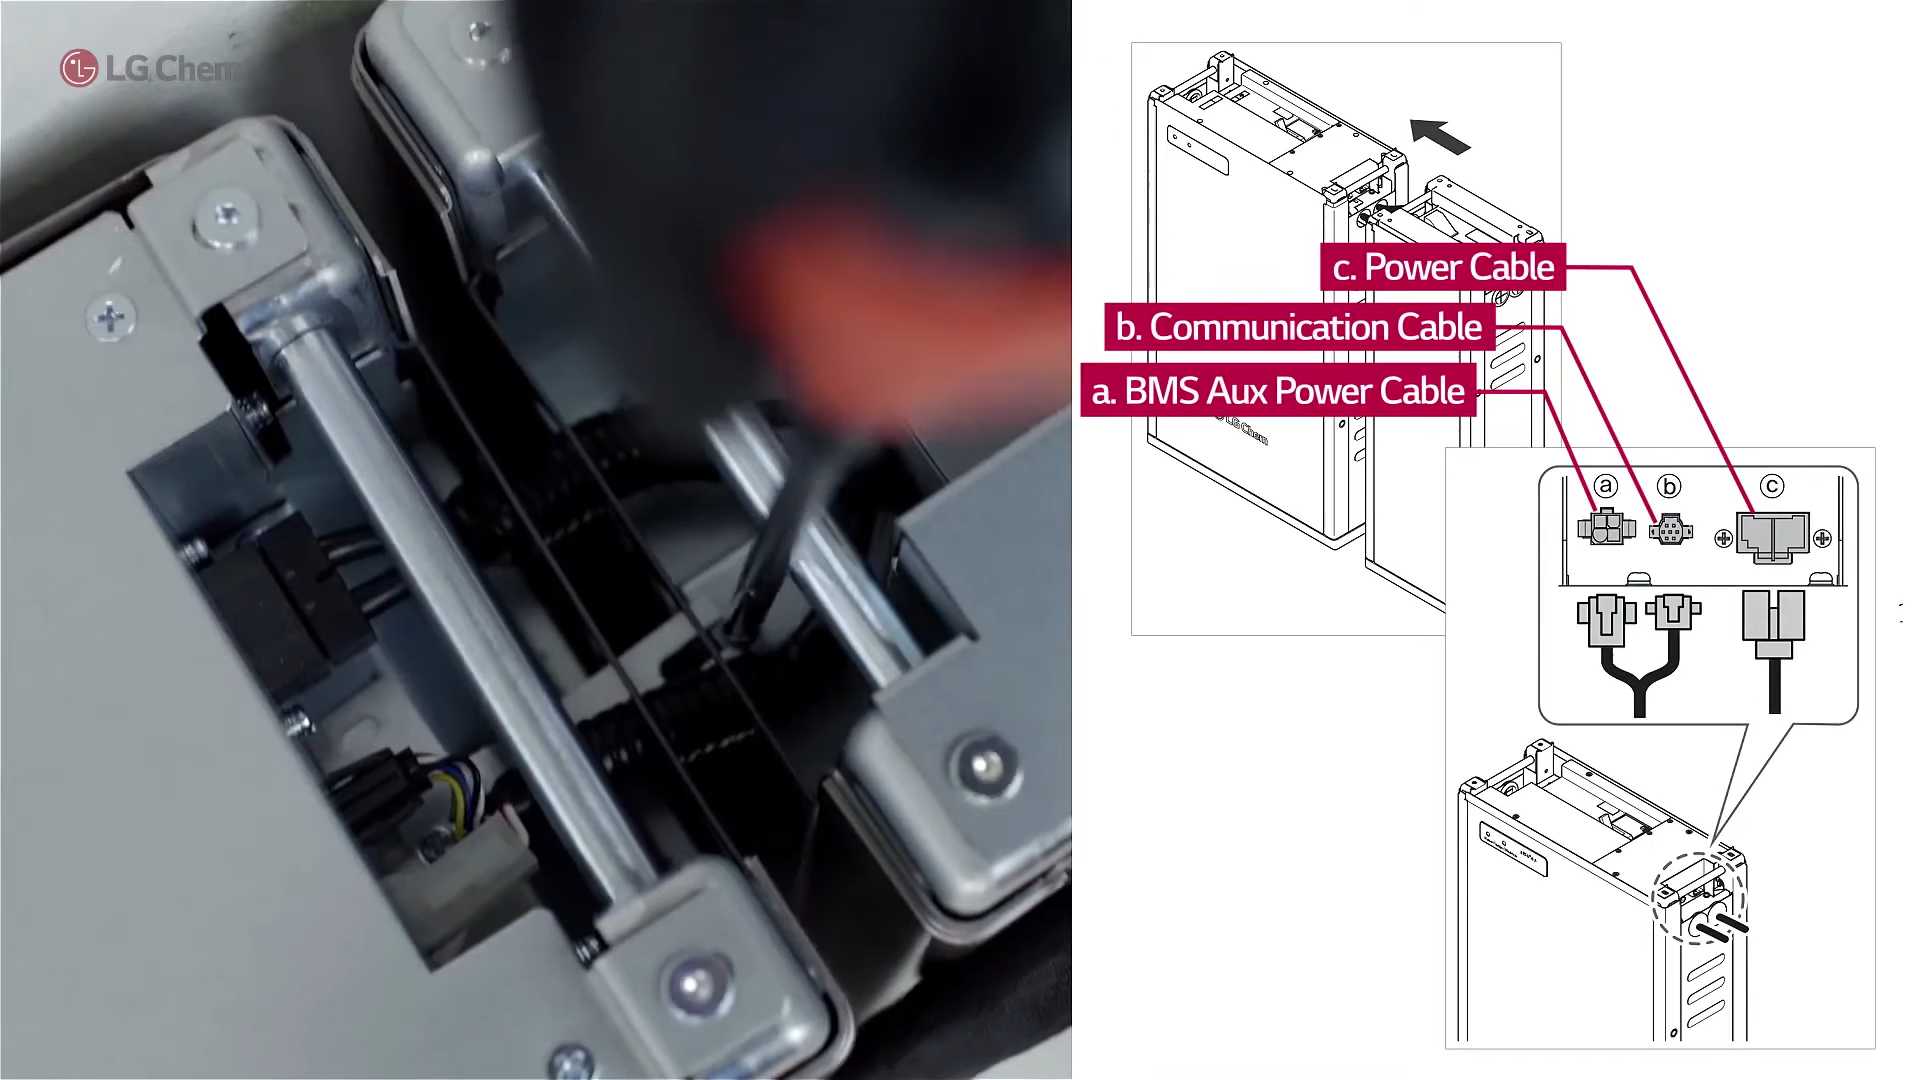 LG Chem
c. Power Cable
b. Communication Cable
a. BMS Aux Power Cable
LG Chem
ⓐ ⓑ ⓒ